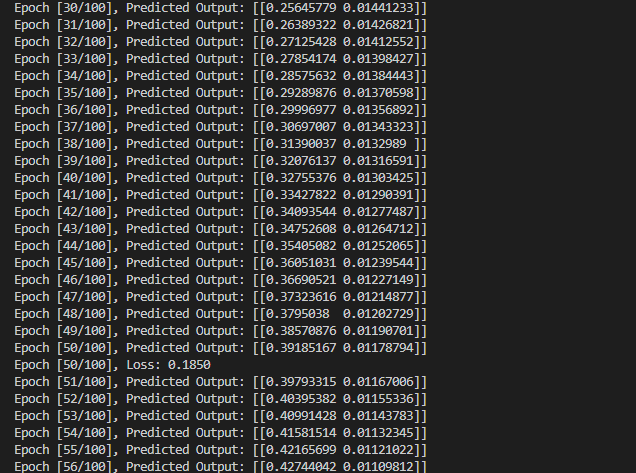 Epoch [30/100], Predicted Output: [[0.25645779 0.01441233]]
Epoch [31/100], Predicted Output: [[0.26389322 0.01426821]]
Epoch [32/100], Predicted Output: [[0.27125428 0.01412552]]
Epoch [33/100], Predicted Output: [[0.27854174 0.01398427]]
Epoch [34/100], Predicted Output: [[0.28575632 0.01384443]]
Epoch [35/100], Predicted Output: [[0.29289876 0.01370598]]
Epoch [36/100], Predicted Output: [[0.29996977 0.01356892]]
Epoch [37/100], Predicted Output: [[0.30697007 0.01343323]]
Epoch [38/100], Predicted Output: [[0.31390037 0.0132989 ]]
Epoch [39/100], Predicted Output: [[0.32076137 0.01316591]]
Epoch [40/100], Predicted Output: [[0.32755376 0.01303425]]
Epoch [41/100], Predicted Output: [[0.33427822 0.01290391]]
Epoch [42/100], Predicted Output: [[0.34093544 0.01277487]]
Epoch [43/100], Predicted Output: [[0.34752608 0.01264712]]
Epoch [44/100], Predicted Output: [[0.35405082 0.01252065]]
Epoch [45/100], Predicted Output: [[0.36051031 0.01239544]]
Epoch [46/100], Predicted Output: [[0.36690521 0.01227149]]
Epoch [47/100], Predicted Output: [[0.37323616 0.01214877]]
Epoch [48/100], Predicted Output: [[0.3795038  0.01202729]]
Epoch [49/100], Predicted Output: [[0.38570876 0.01190701]]
Epoch [50/100], Predicted Output: [[0.39185167 0.01178794]]
Epoch [50/100], Loss: 0.1850
Epoch [51/100], Predicted Output: [[0.39793315 0.01167006]]
Epoch [52/100], Predicted Output: [[0.40395382 0.01155336]]
Epoch [53/100], Predicted Output: [[0.40991428 0.01143783]]
Epoch [54/100], Predicted Output: [[0.41581514 0.01132345]]
Epoch [55/100], Predicted Output: [[0.42165699 0.01121022]]
Epoch [56/100], Predicted Output: [[0.42744042 0.01109812]]